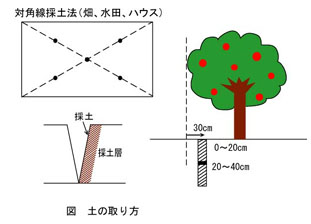 対角線採土法(畑、水田、ハウス)
採土
採土層
30cm
0～20cm
20～40cm
図 土の取り方